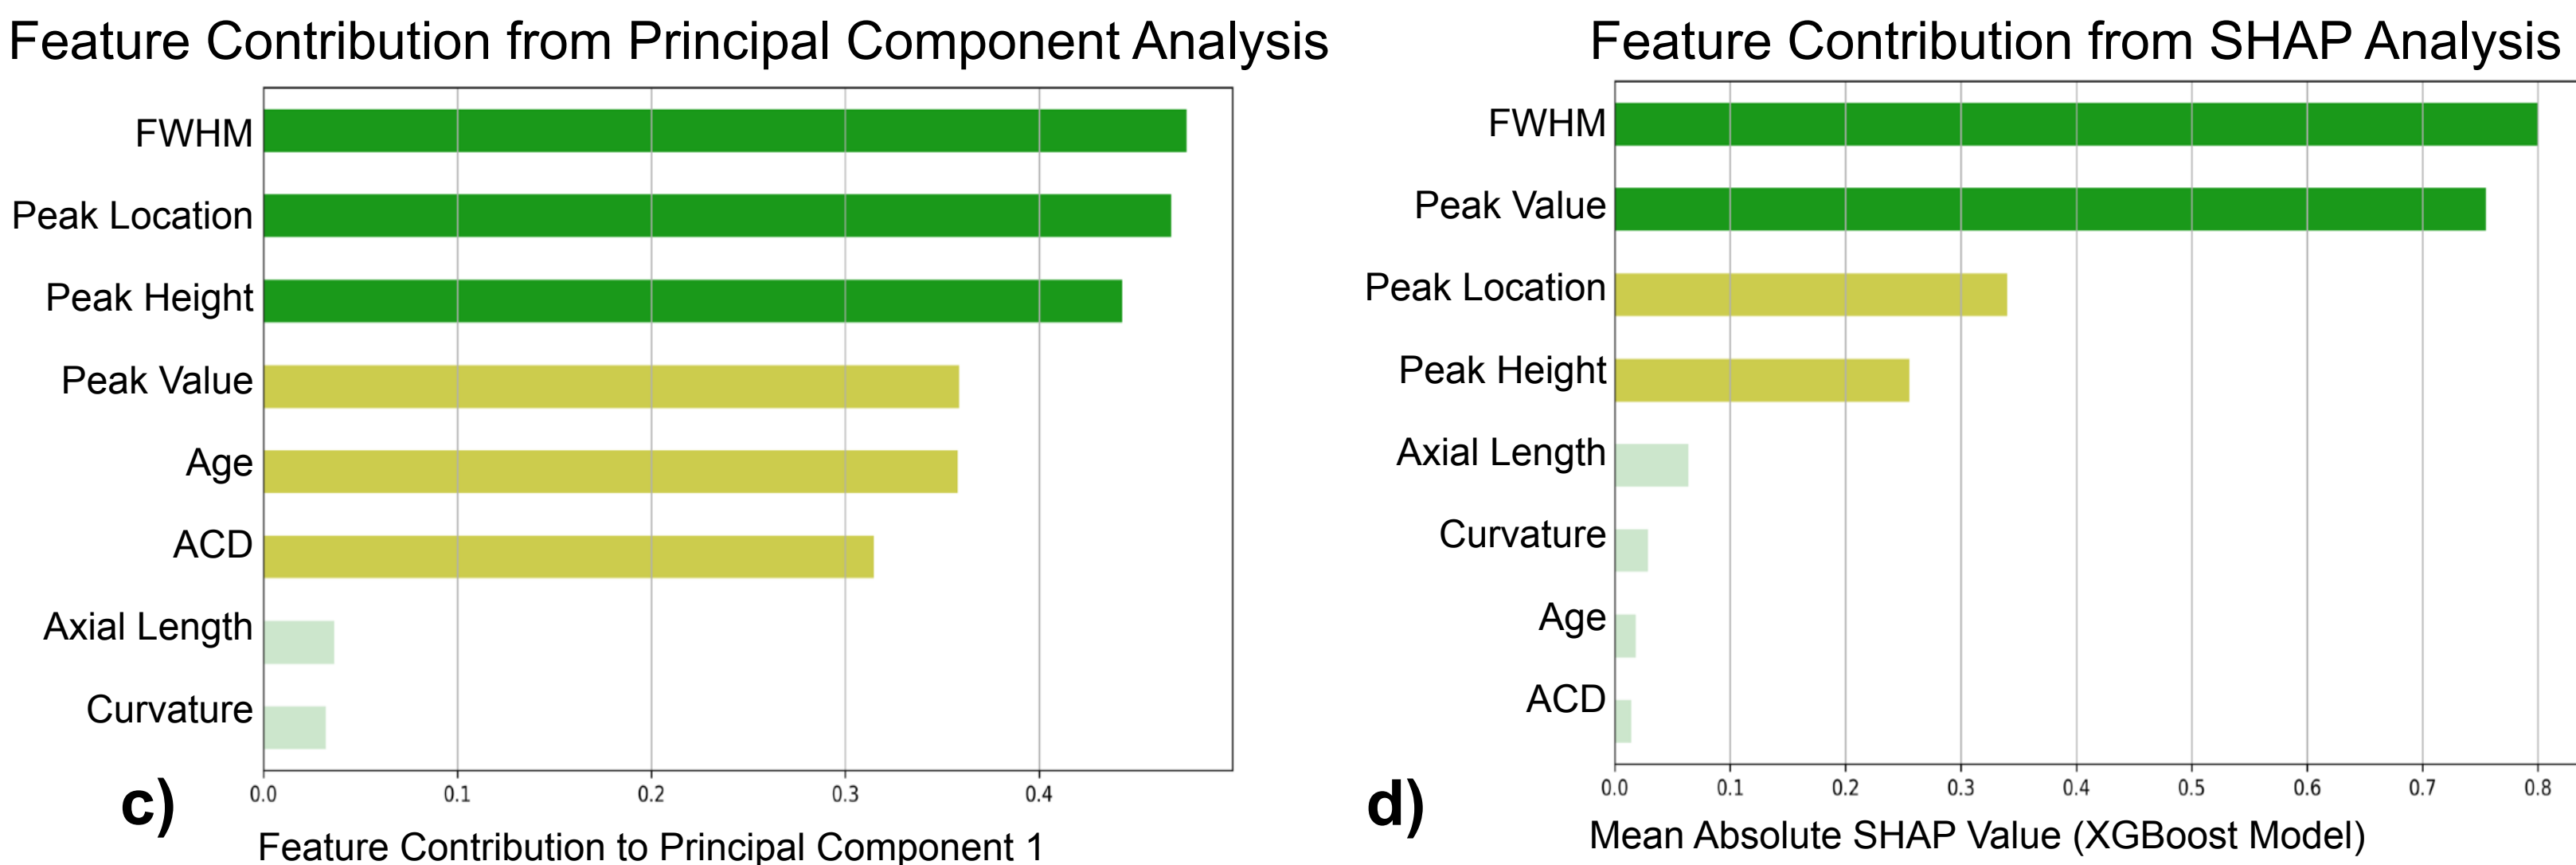 Feature Contribution from Principal Component Analysis
FWHM
Peak Location
Peak Height
Peak Value
Age
ACD
Axial Length
Curvature
0.0 0.1 0.2 0.3 0.4
c)
Feature Contribution to Principal Component 1
Feature Contribution from SHAP Analysis
FWHM
Peak Value
Peak Location
Peak Height
Axial Length
Curvature
Age
ACD
0.0 0.1 0.2 0.3 0.4 0.5 0.6 0.7 0.8
d)
Mean Absolute SHAP Value (XGBoost Model)